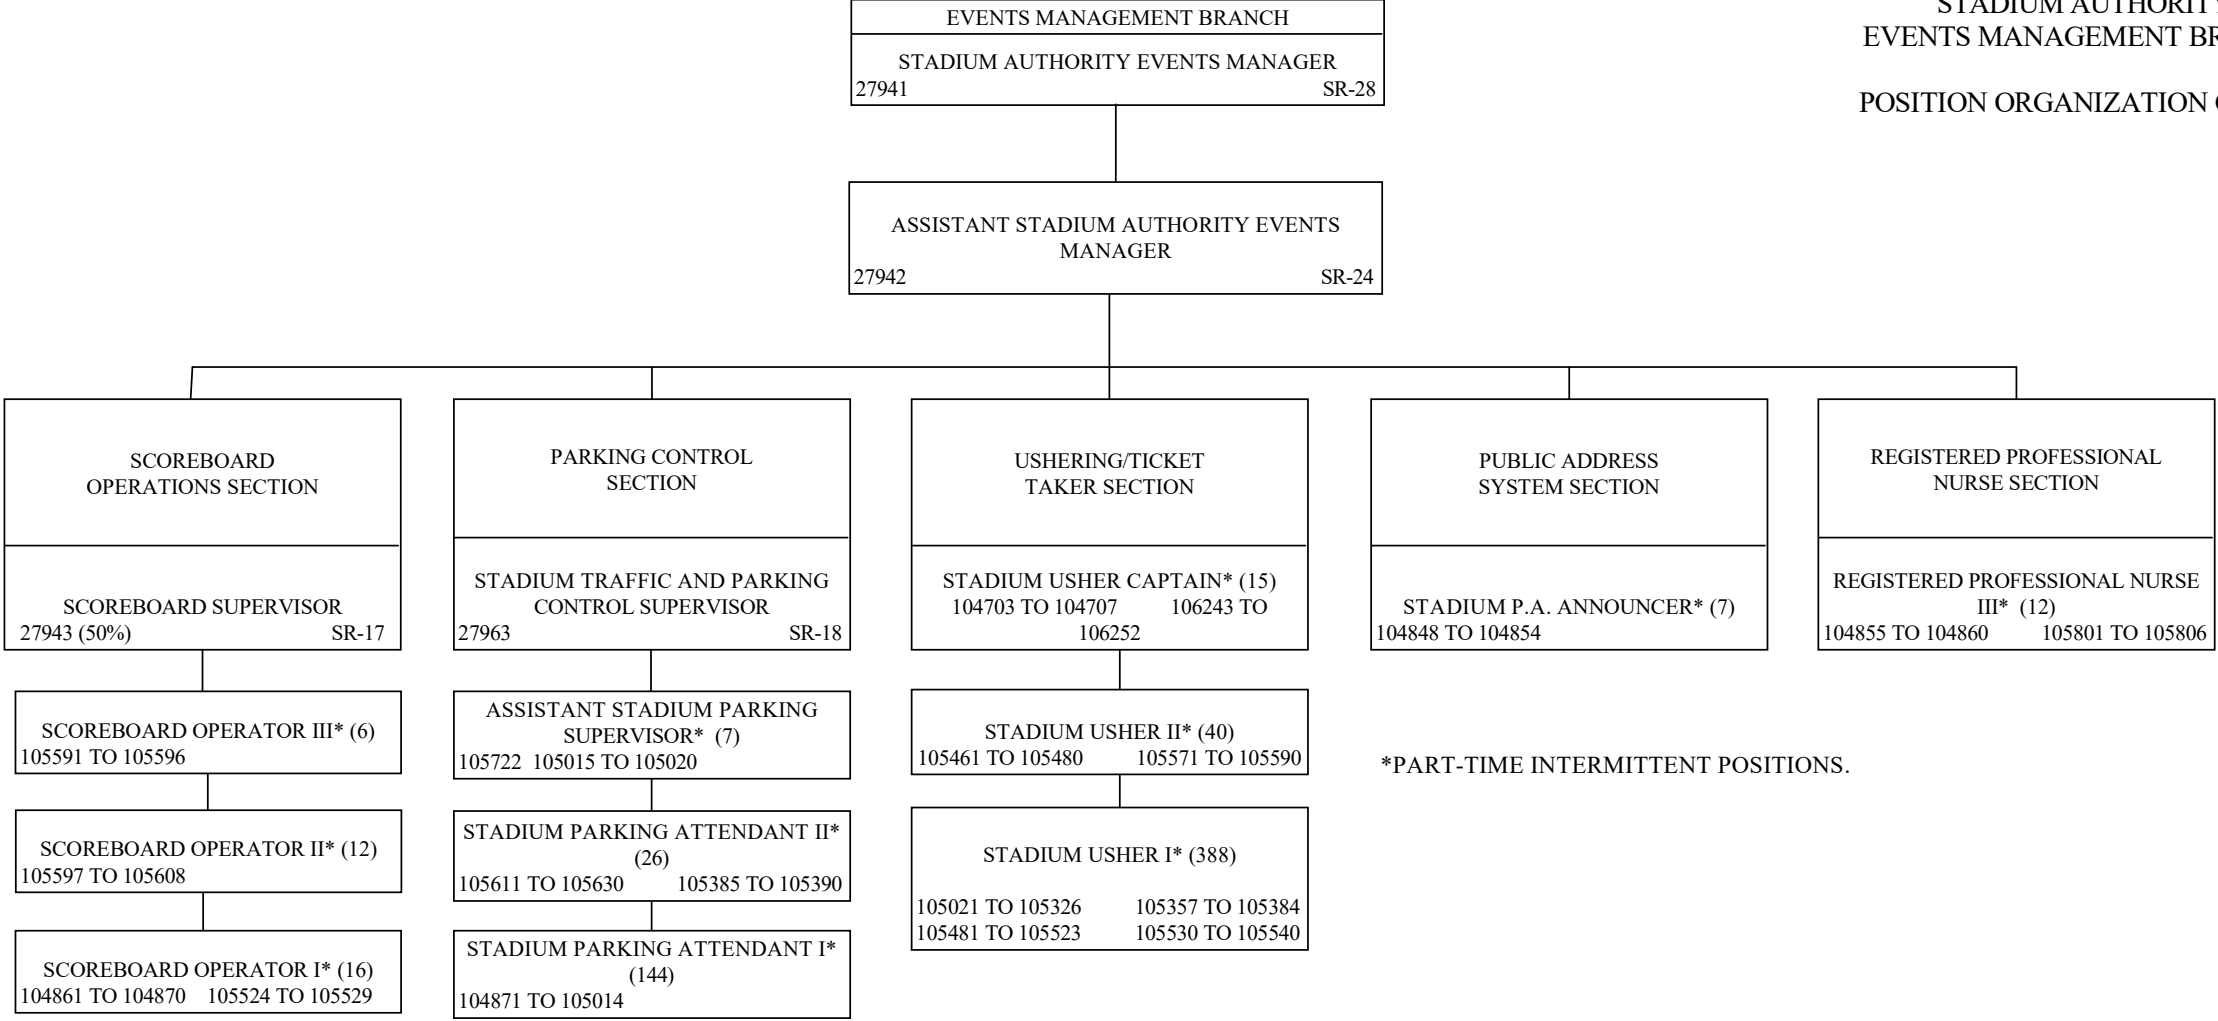 EVENTS MANAGEMENT BRANCH
STADIUM AUTHORITY EVENTS MANAGER
27941 SR-28
STADIUM AUTHORITY
EVENTS MANAGEMENT
POSITION ORGANIZATION
ASSISTANT STADIUM AUTHORITY EVENTS
MANAGER
27942 SR-24
SCOREBOARD
OPERATIONS SECTION
SCOREBOARD SUPERVISOR
27943 (50%) SR-17
SCOREBOARD OPERATOR III* (6)
105591 TO 105596
SCOREBOARD OPERATOR II* (12)
105597 TO 105608
SCOREBOARD OPERATOR I* (16)
104861 TO 104870 105524 TO 105529
PARKING CONTROL
SECTION
STADIUM TRAFFIC AND PARKING
CONTROL SUPERVISOR
27963 SR-18
ASSISTANT STADIUM PARKING
SUPERVISOR* (7)
105722 105015 TO 105020
STADIUM PARKING ATTENDANT II*
(26)
105611 TO 105630 105385 TO 105390
STADIUM PARKING ATTENDANT I*
(144)
104871 TO 105014
USHERING/TICKET
TAKER SECTION
STADIUM USHER CAPTAIN* (15)
104703 TO 104707 106243 TO
106252
STADIUM USHER II* (40)
105461 TO 105480 105571 TO 105590
STADIUM USHER I* (388)
105021 TO 105326 105357 TO 105384
105481 TO 105523 105530 TO 105540
PUBLIC ADDRESS
SYSTEM SECTION
STADIUM P.A. ANNOUNCER* (7)
104848 TO 104854
REGISTERED PROFESSIONAL
NURSE SECTION
REGISTERED PROFESSIONAL NURSE
III* (12)
104855 TO 104860 105801 TO 105806
*PART-TIME INTERMITTENT POSITIONS.